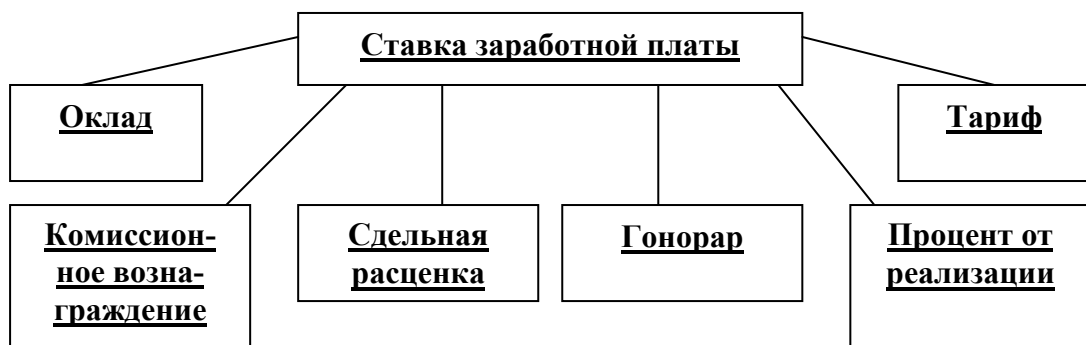 Ставка заработной платы
Оклад
Тариф
Комиссион-
ное возна-
граждение
Сдельная
расценка
Гонорар
Процент от
реализации